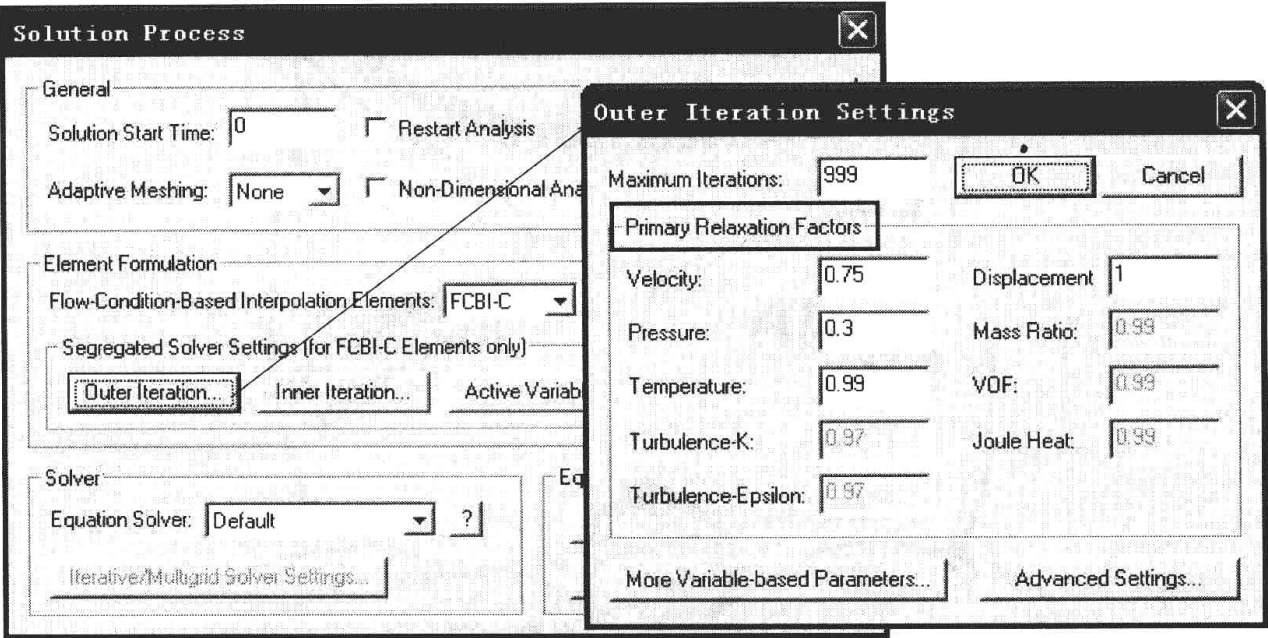 Solution Process
General
Solution Start Time: 0 Restart Analysis
Adaptive Meshing: None Non-Dimensional Ana
Element Formulation
Flow-Condition-Based Interpolation Elements: FCBI-C
Segregated Solver Settings (for FCBI-C Elements only)
Outer Iteration... Inner Iteration... Active Variab
Solver Eq
Equation Solver: Default ?
Iterative/Multigrid Solver Settings...
Outer Iteration Settings
Maximum Iterations: 999 OK Cancel
Primary Relaxation Factors
Velocity: 0.75 Displacement 1
Pressure: 0.3 Mass Ratio: 0.99
Temperature: 0.99 VOF: 0.99
Turbulence-K: 0.97 Joule Heat: 0.99
Turbulence-Epsilon: 0.97
More Variable-based Parameters... Advanced Settings...